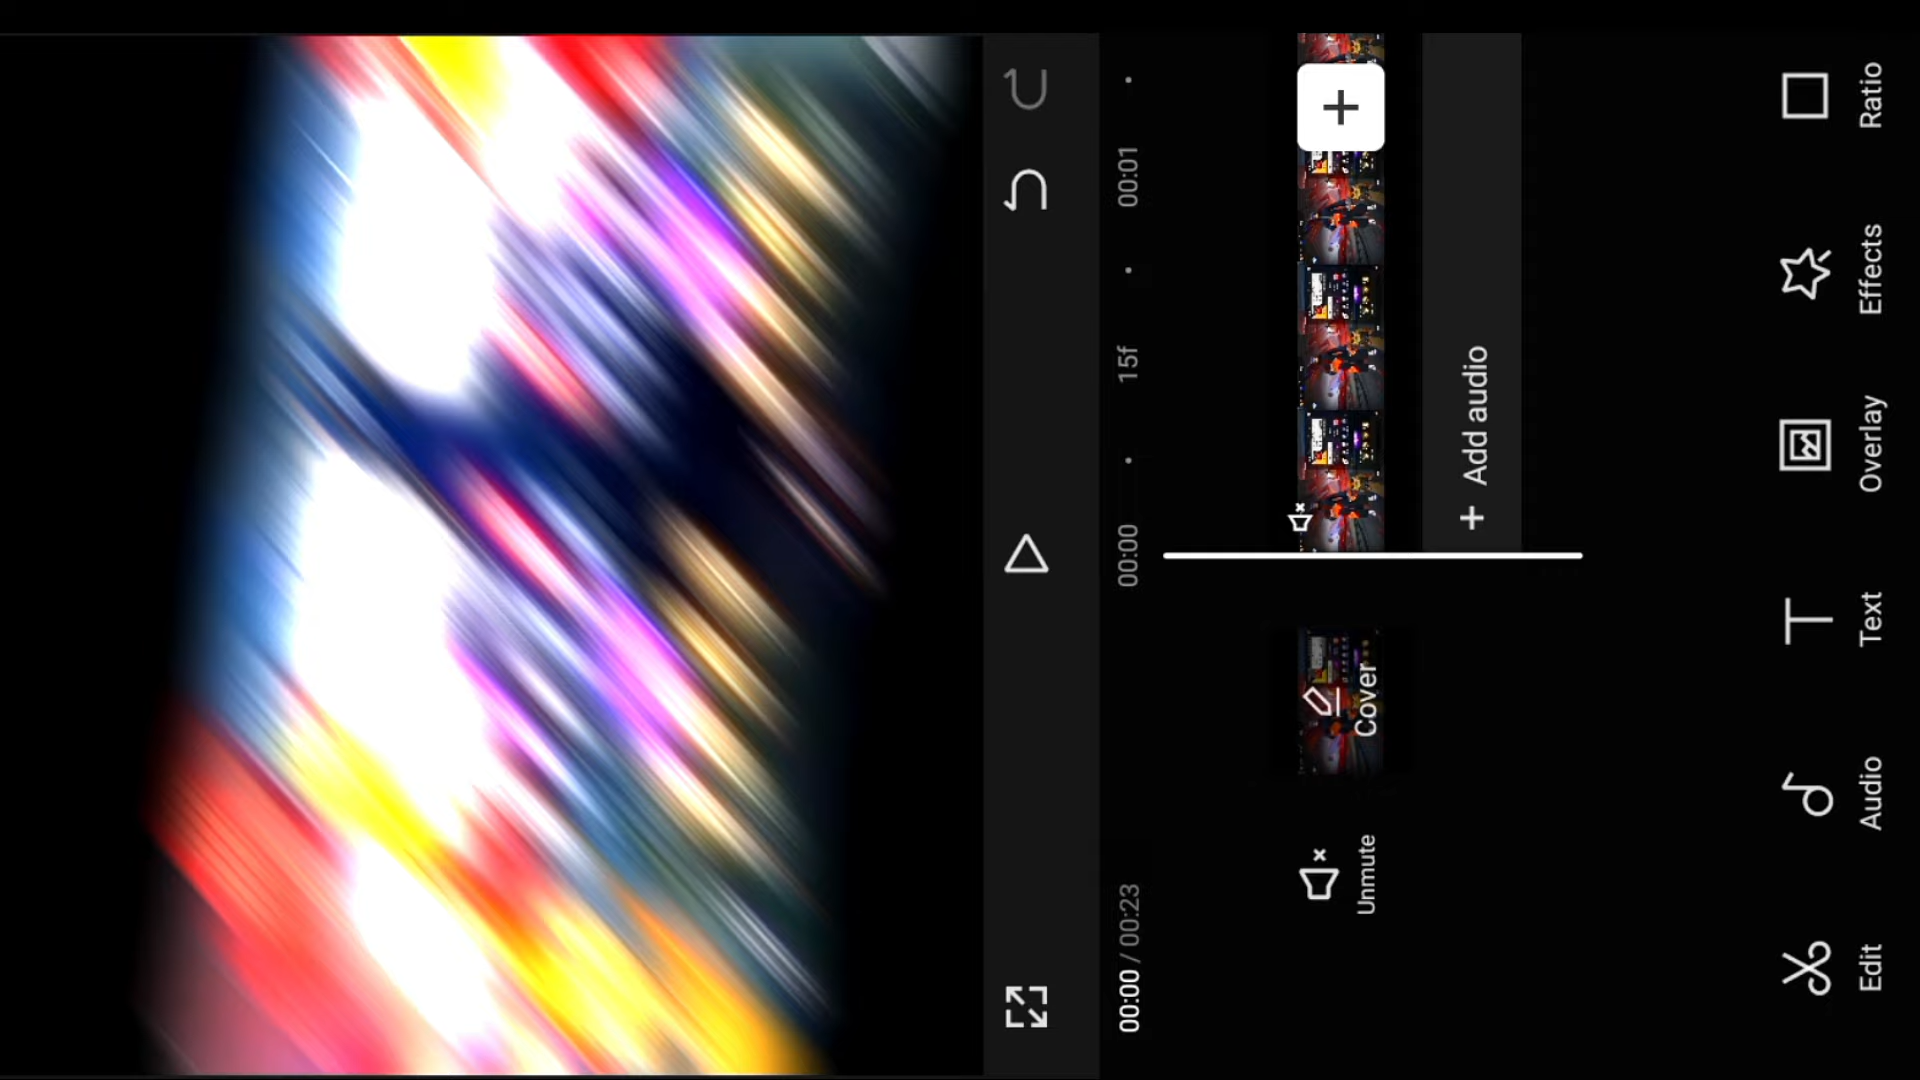 00:00 / 00:23
00:00
15f
00:01
Unmute
Cover
+ Add audio
Edit
Audio
Text
Overlay
Effects
Ratio